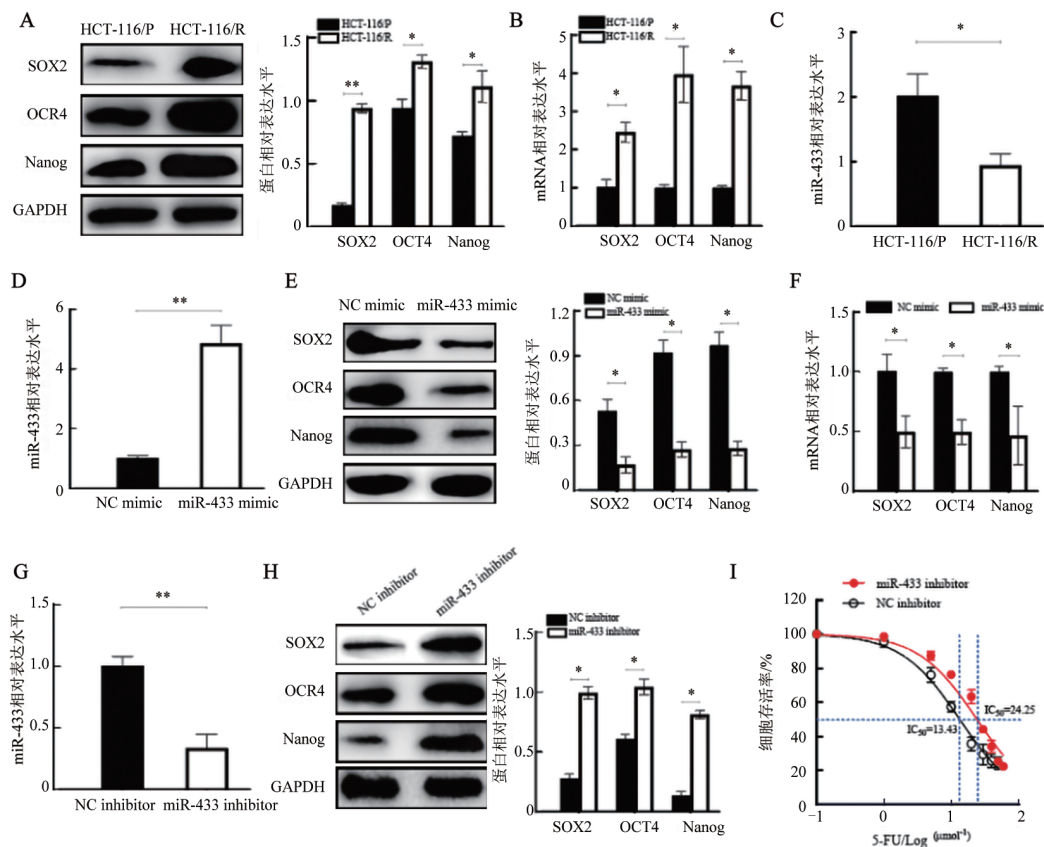 A
HCT-116/P HCT-116/R
SOX2
OCR4
Nanog
GAPDH
蛋白相对表达水平
1.5
1.0
0.5
0
HCT-116/P
HCT-116/R
**
*
*
SOX2 OCT4 Nanog
B
mRNA相对表达水平
5
4
3
2
1
0
HCT-116/P
HCT-116/R
*
*
*
SOX2 OCT4 Nanog
C
miR-433相对表达水平
3
2
1
0
*
HCT-116/P HCT-116/R
D
miR-433相对表达水平
6
4
2
0
**
NC mimic miR-433 mimic
E
NC mimic miR-433 mimic
SOX2
OCR4
Nanog
GAPDH
蛋白相对表达水平
1.2
0.9
0.6
0.3
0
NC mimic
miR-433 mimic
*
*
*
SOX2 OCT4 Nanog
F
mRNA相对表达水平
1.5
1.0
0.5
0
NC mimic miR-433 mimic
*
*
*
SOX2 OCT4 Nanog
G
miR-433相对表达水平
1.5
1.0
0.5
0
**
NC inhibitor miR-433 inhibitor
H
NC inhibitor miR-433 inhibitor
SOX2
OCR4
Nanog
GAPDH
蛋白相对表达水平
1.5
1.0
0.5
0
NC inhibitor
miR-433 inhibitor
*
*
*
SOX2 OCT4 Nanog
I
miR-433 inhibitor
NC inhibitor
细胞存活率/%
120
100
80
60
40
20
0
IC50=24.25
IC50=13.43
−1 0 1 2
5-FU/Log (μmol⁻¹)